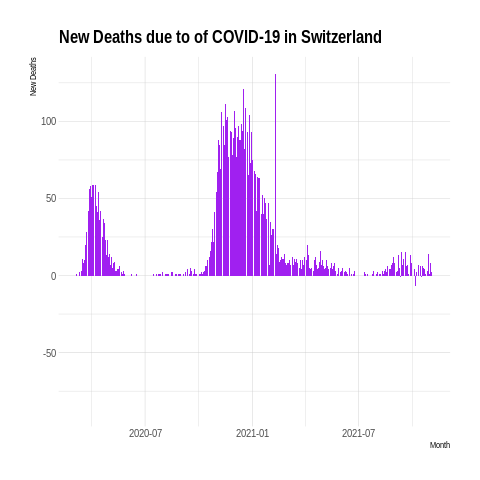 New Deaths due to of COVID-19 in Switzerland
New Deaths
100
50
0
-50
2020-07
2021-01
2021-07
Month